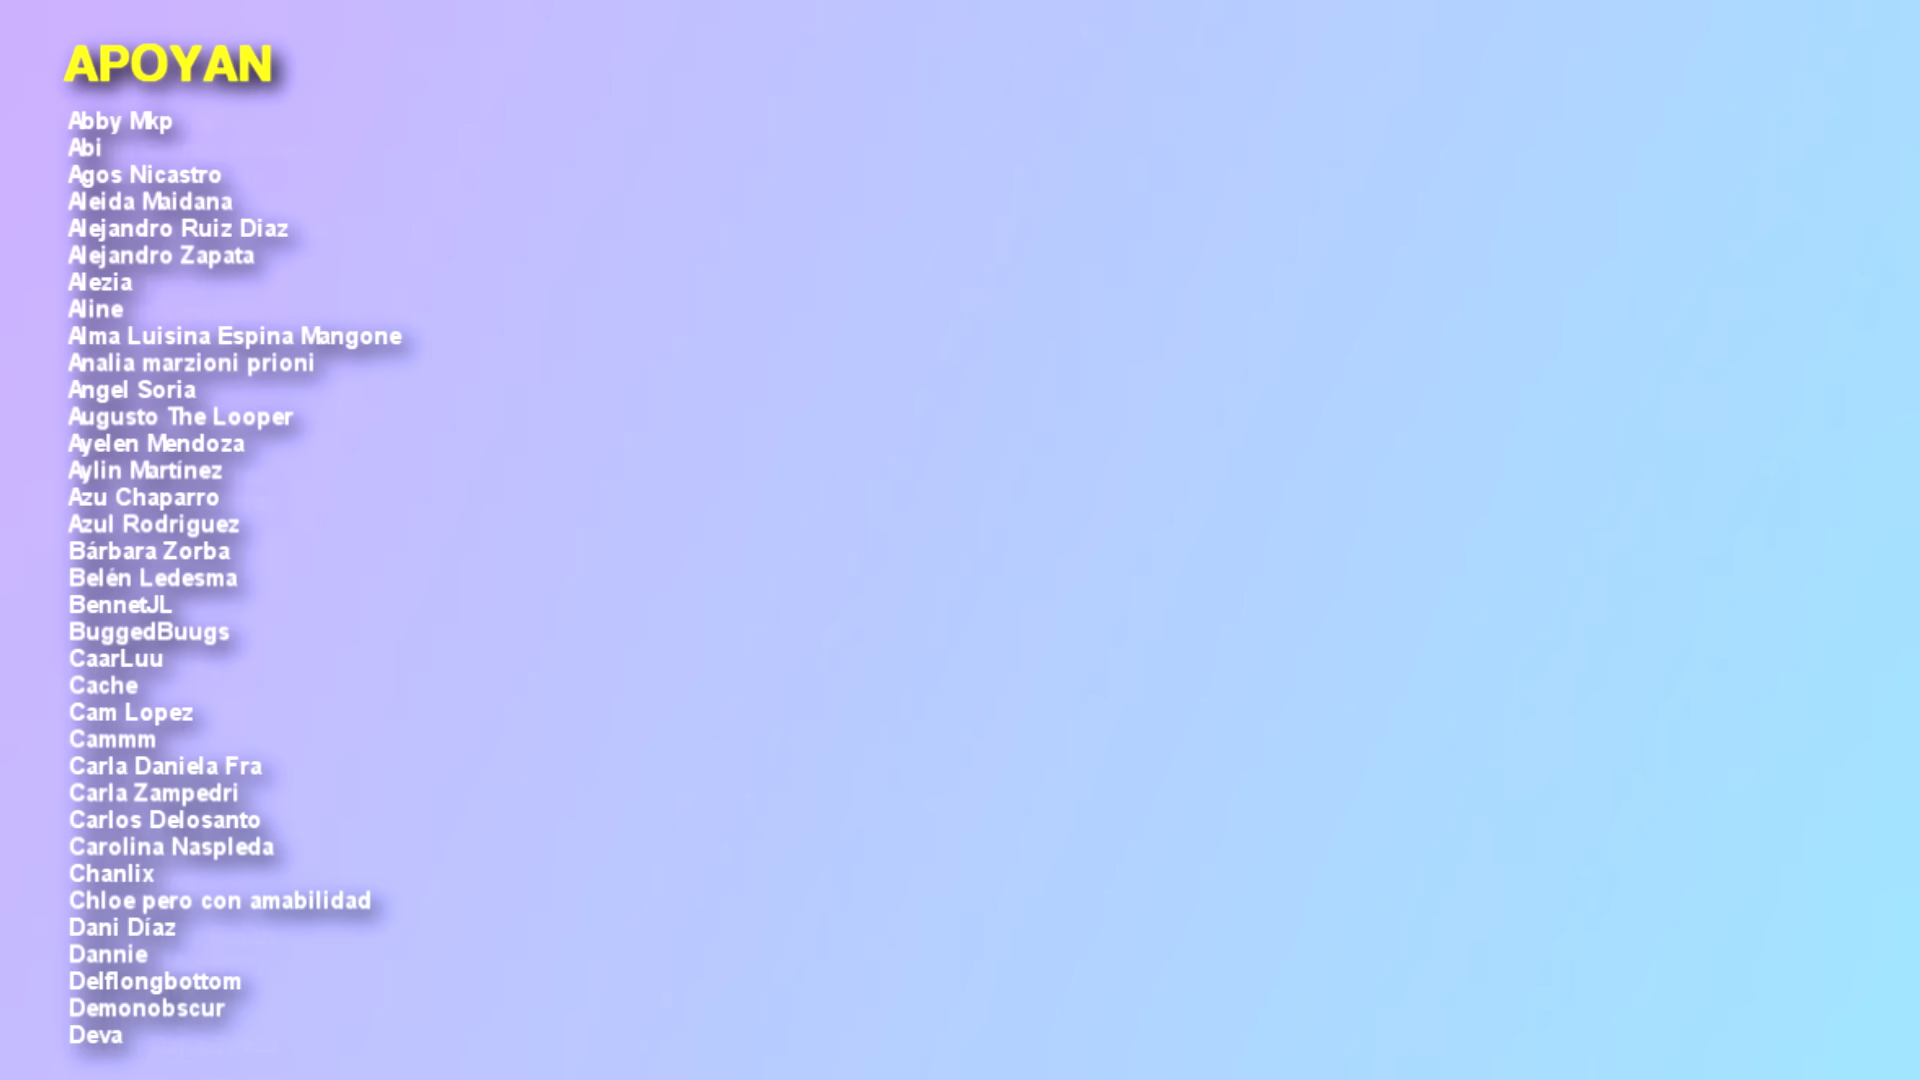 APOYAN
Abby Mkp
Abi
Agos Nicastro
Aleida Maidana
Alejandro Ruiz Diaz
Alejandro Zapata
Alezia
Aline
Alma Luisina Espina Mangone
Analia marzioni prioni
Angel Soria
Augusto The Looper
Ayelen Mendoza
Aylin Martínez
Azu Chaparro
Azul Rodriguez
Bárbara Zorba
Belén Ledesma
BennetJL
BuggedBuugs
CaarLuu
Cache
Cam Lopez
Cammm
Carla Daniela Fra
Carla Zampedri
Carlos Delosanto
Carolina Naspleda
Chanlix
Chloe pero con amabilidad
Dani Díaz
Dannie
Delflongbottom
Demonobscur
Deva